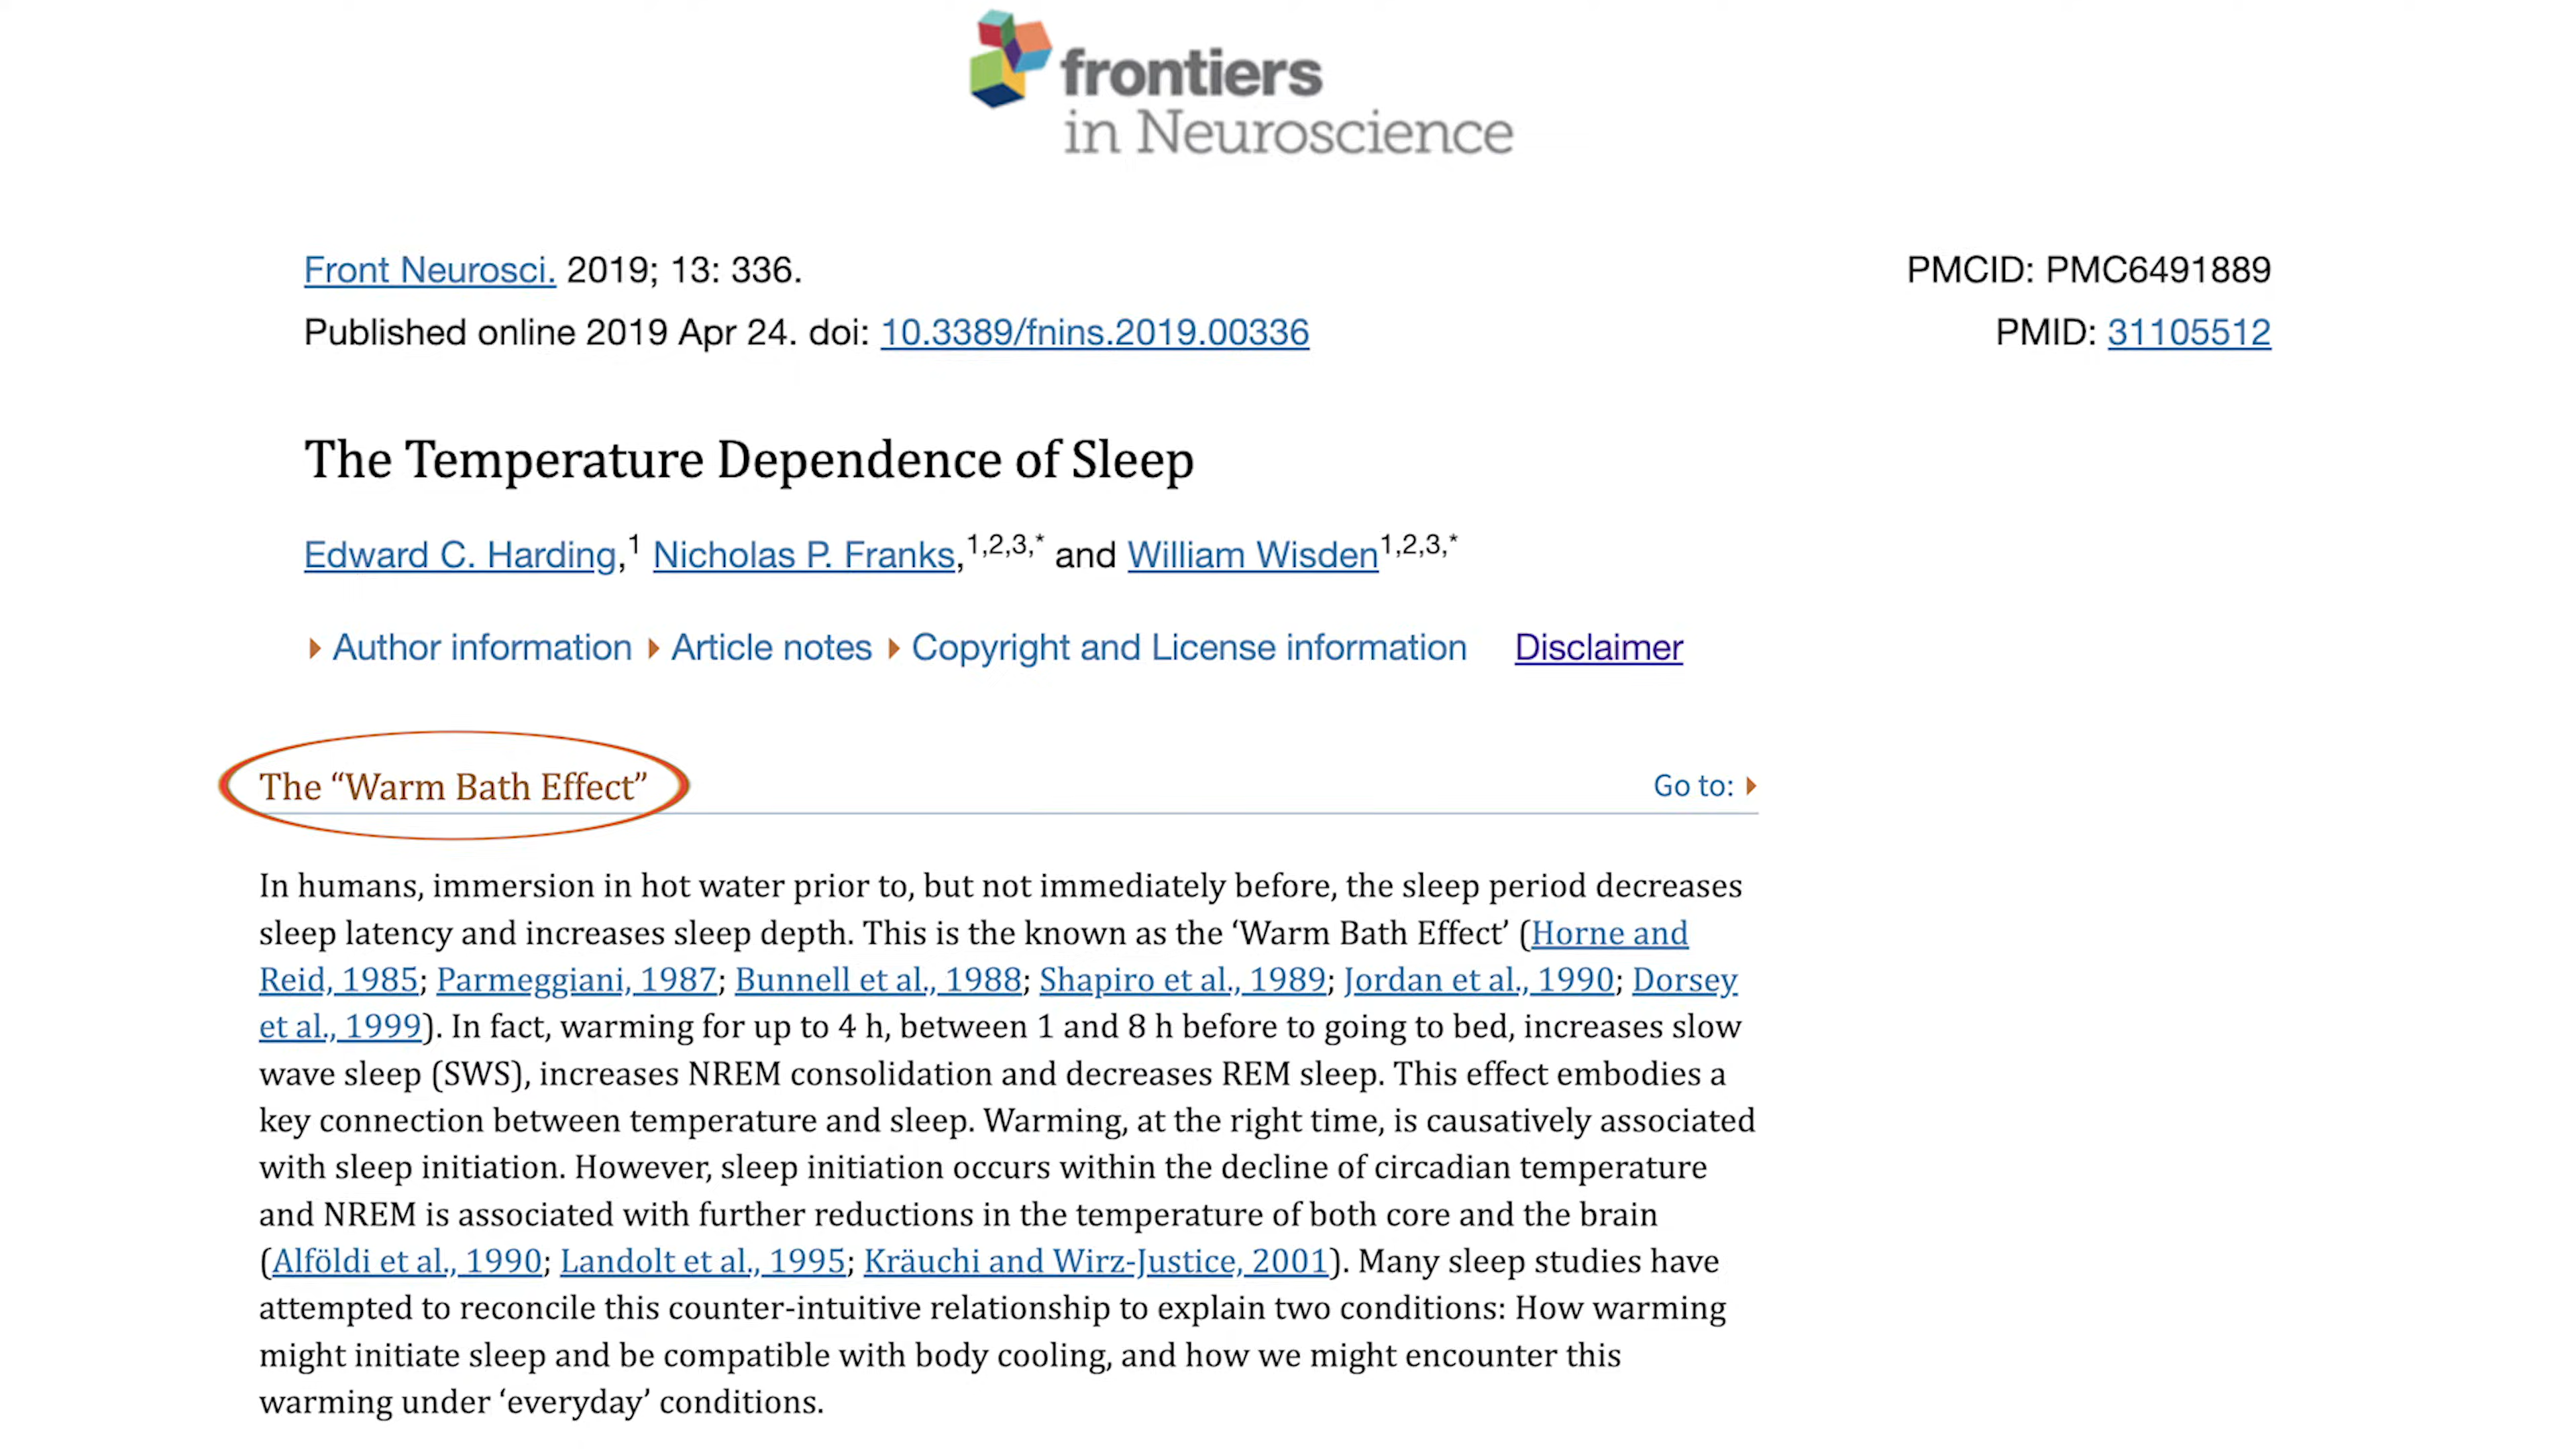 frontiers
in Neuroscience
Front Neurosci. 2019; 13: 336.
PMCID: PMC6491889
Published online 2019 Apr 24. doi: 10.3389/fnins.2019.00336
PMID: 31105512
The Temperature Dependence of Sleep
Edward C. Harding,1 Nicholas P. Franks,1,2,3,* and William Wisden1,2,3,*
Author information Article notes Copyright and License information Disclaimer
The “Warm Bath Effect”
Go to:
In humans, immersion in hot water prior to, but not immediately before, the sleep period decreases
sleep latency and increases sleep depth. This is the known as the ‘Warm Bath Effect’ (Horne and
Reid, 1985; Parmeggiani, 1987; Bunnell et al., 1988; Shapiro et al., 1989; Jordan et al., 1990; Dorsey
et al., 1999). In fact, warming for up to 4 h, between 1 and 8 h before to going to bed, increases slow
wave sleep (SWS), increases NREM consolidation and decreases REM sleep. This effect embodies a
key connection between temperature and sleep. Warming, at the right time, is causatively associated
with sleep initiation. However, sleep initiation occurs within the decline of circadian temperature
and NREM is associated with further reductions in the temperature of both core and the brain
(Alföldi et al., 1990; Landolt et al., 1995; Kräuchi and Wirz-Justice, 2001). Many sleep studies have
attempted to reconcile this counter-intuitive relationship to explain two conditions: How warming
might initiate sleep and be compatible with body cooling, and how we might encounter this
warming under ‘everyday’ conditions.